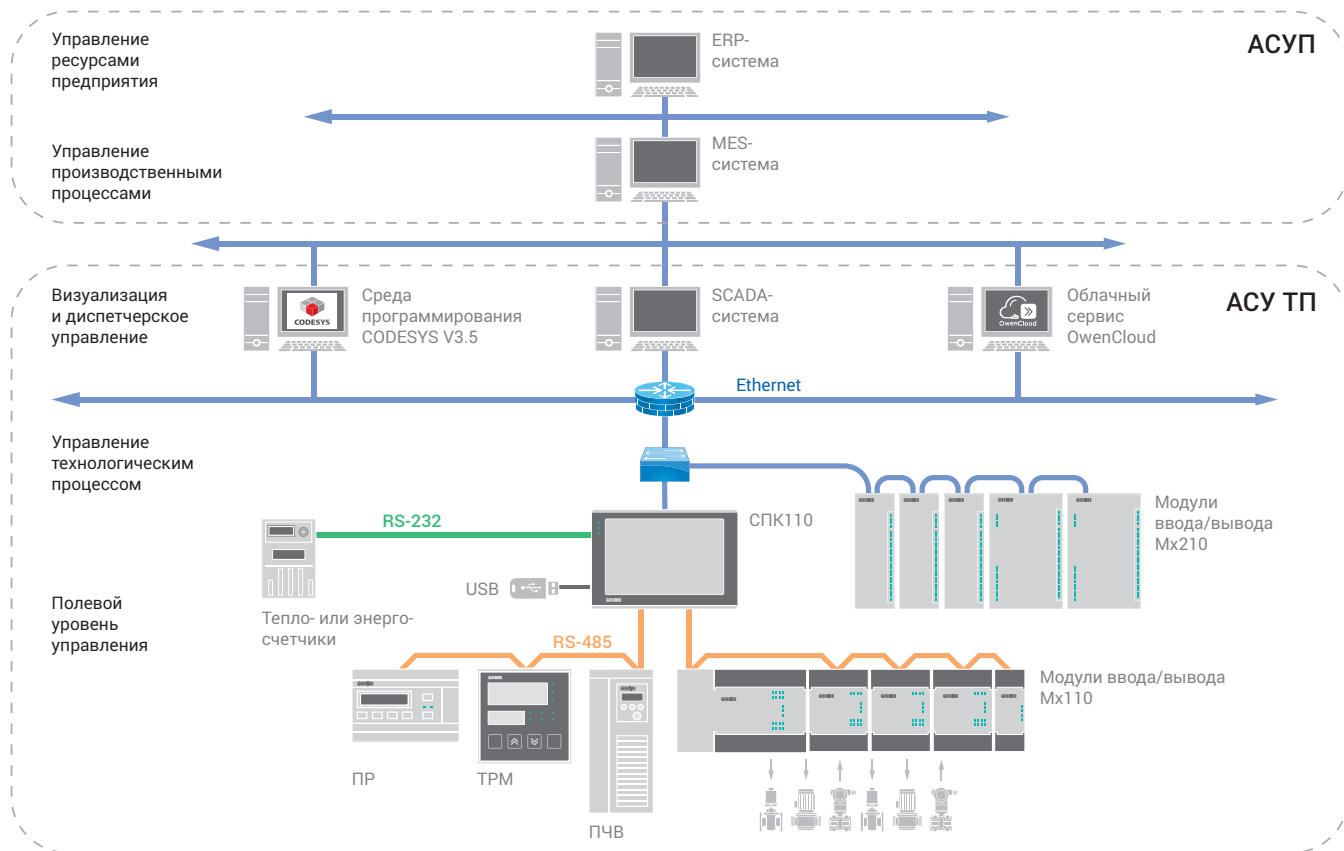 Управление
ресурсами
предприятия
ERP-
система
АСУП
Управление
производственными
процессами
MES-
система
Визуализация
и диспетчерское
управление
CODESYS
Среда
программирования
CODESYS V3.5
SCADA-
система
OwenCloud
Облачный
сервис
OwenCloud
АСУ ТП
Ethernet
Управление
технологическим
процессом
RS-232
СПК110
Модули
ввода/вывода
Мх210
USB
Тепло- или энерго-
счетчики
Полевой
уровень
управления
RS-485
Модули ввода/вывода
Мх110
ПР
ТРМ
ПЧВ